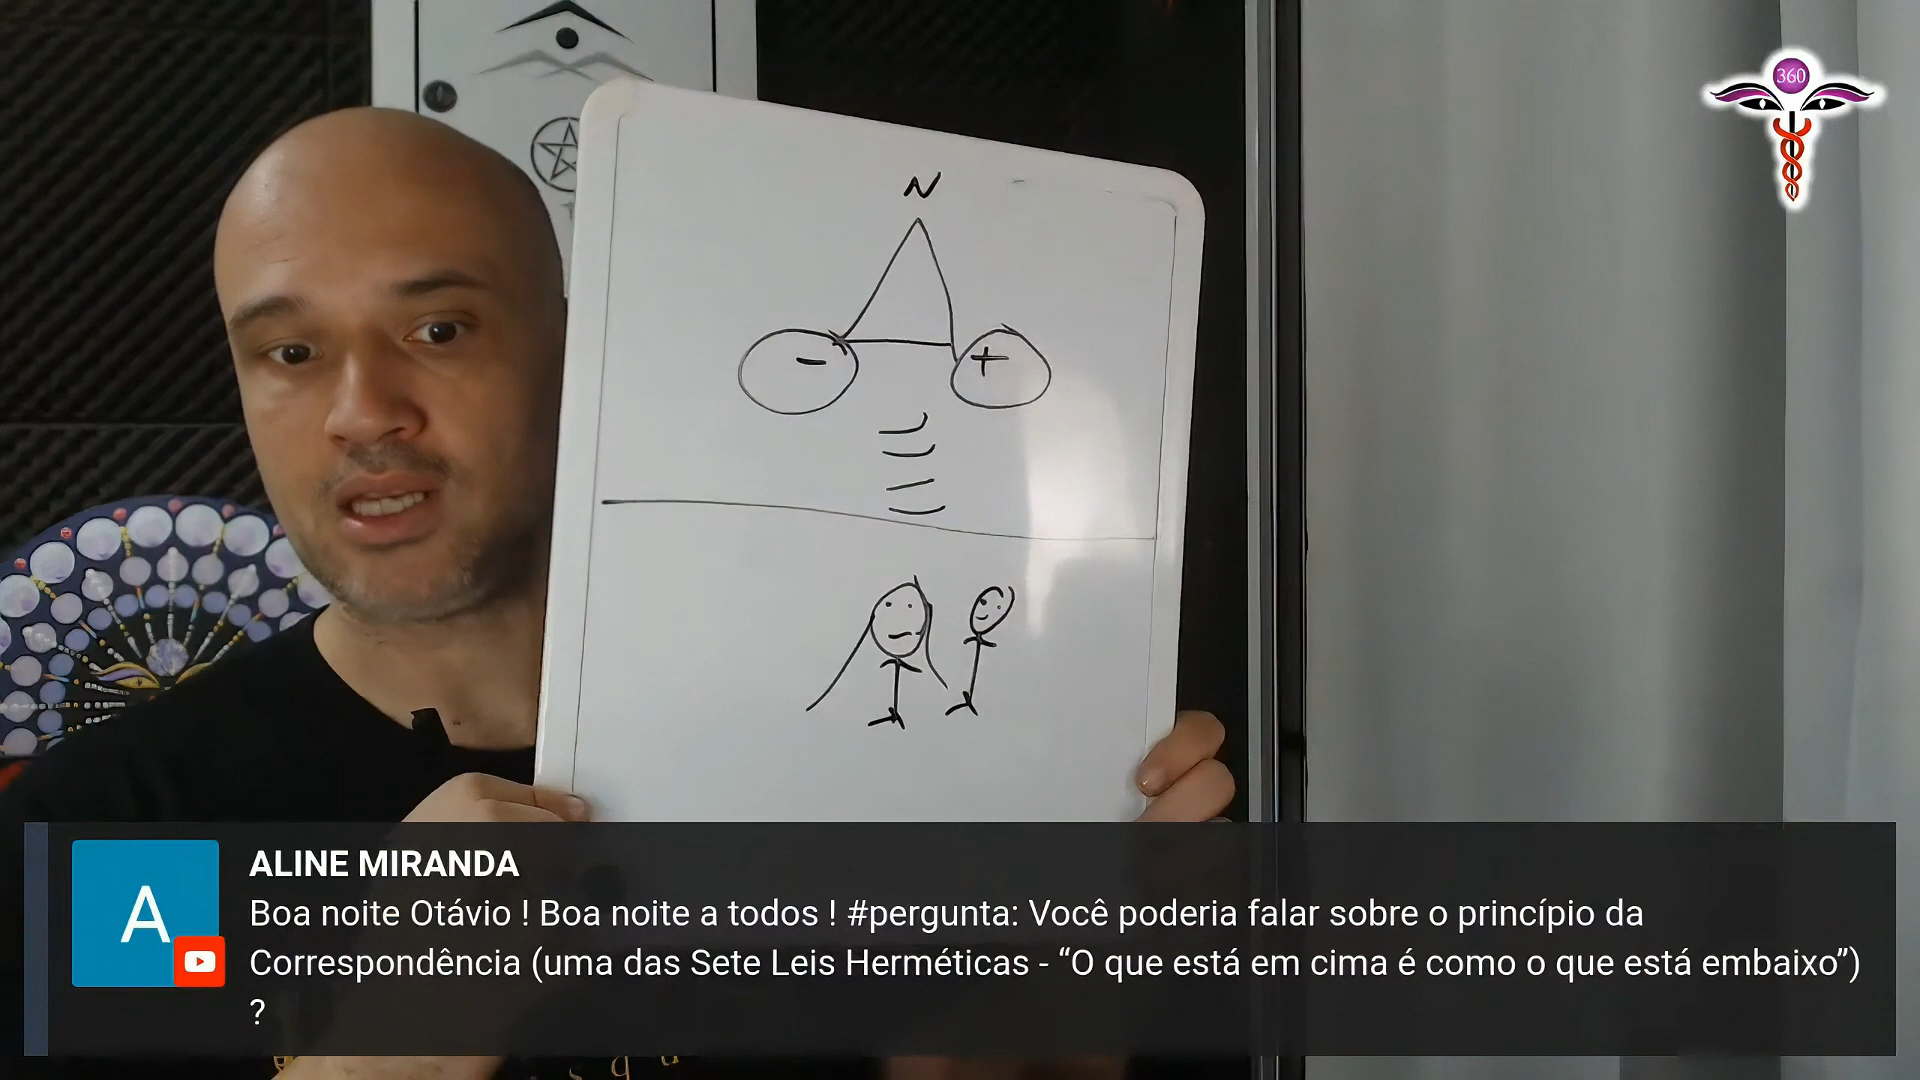 360
N
-
+
ALINE MIRANDA
Boa noite Otávio ! Boa noite a todos ! #pergunta: Você poderia falar sobre o princípio da
Correspondência (uma das Sete Leis Herméticas - “O que está em cima é como o que está embaixo”)
?
A